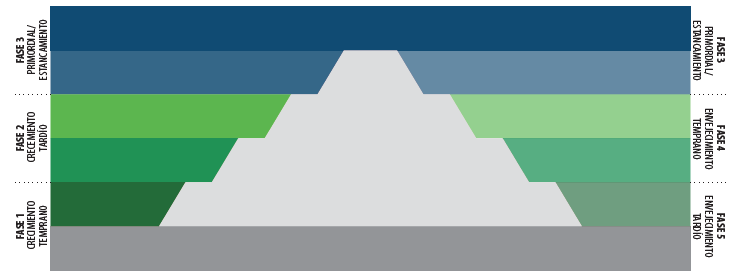 FASE 3
PRIMORDIAL/
ESTANCAMIENTO
FASE 2
CRECEMIENTO
TARDÍO
FASE 1
CRECIMIENTO
TEMPRANO
FASE 3
PRIMORDIAL/
ESTANCAMIENTO
FASE 4
ENVEJECIMIENTO
TEMPRANO
FASE 5
ENVEJECIMIENTO
TARDÍO